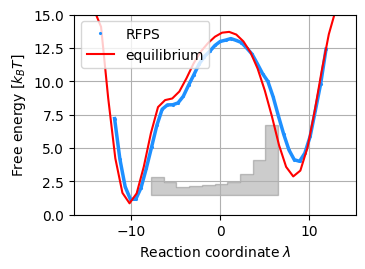 15.0
12.5
10.0
7.5
5.0
2.5
0.0
Free energy [k_BT]
RFPS
equilibrium
−10
0
10
Reaction coordinate λ